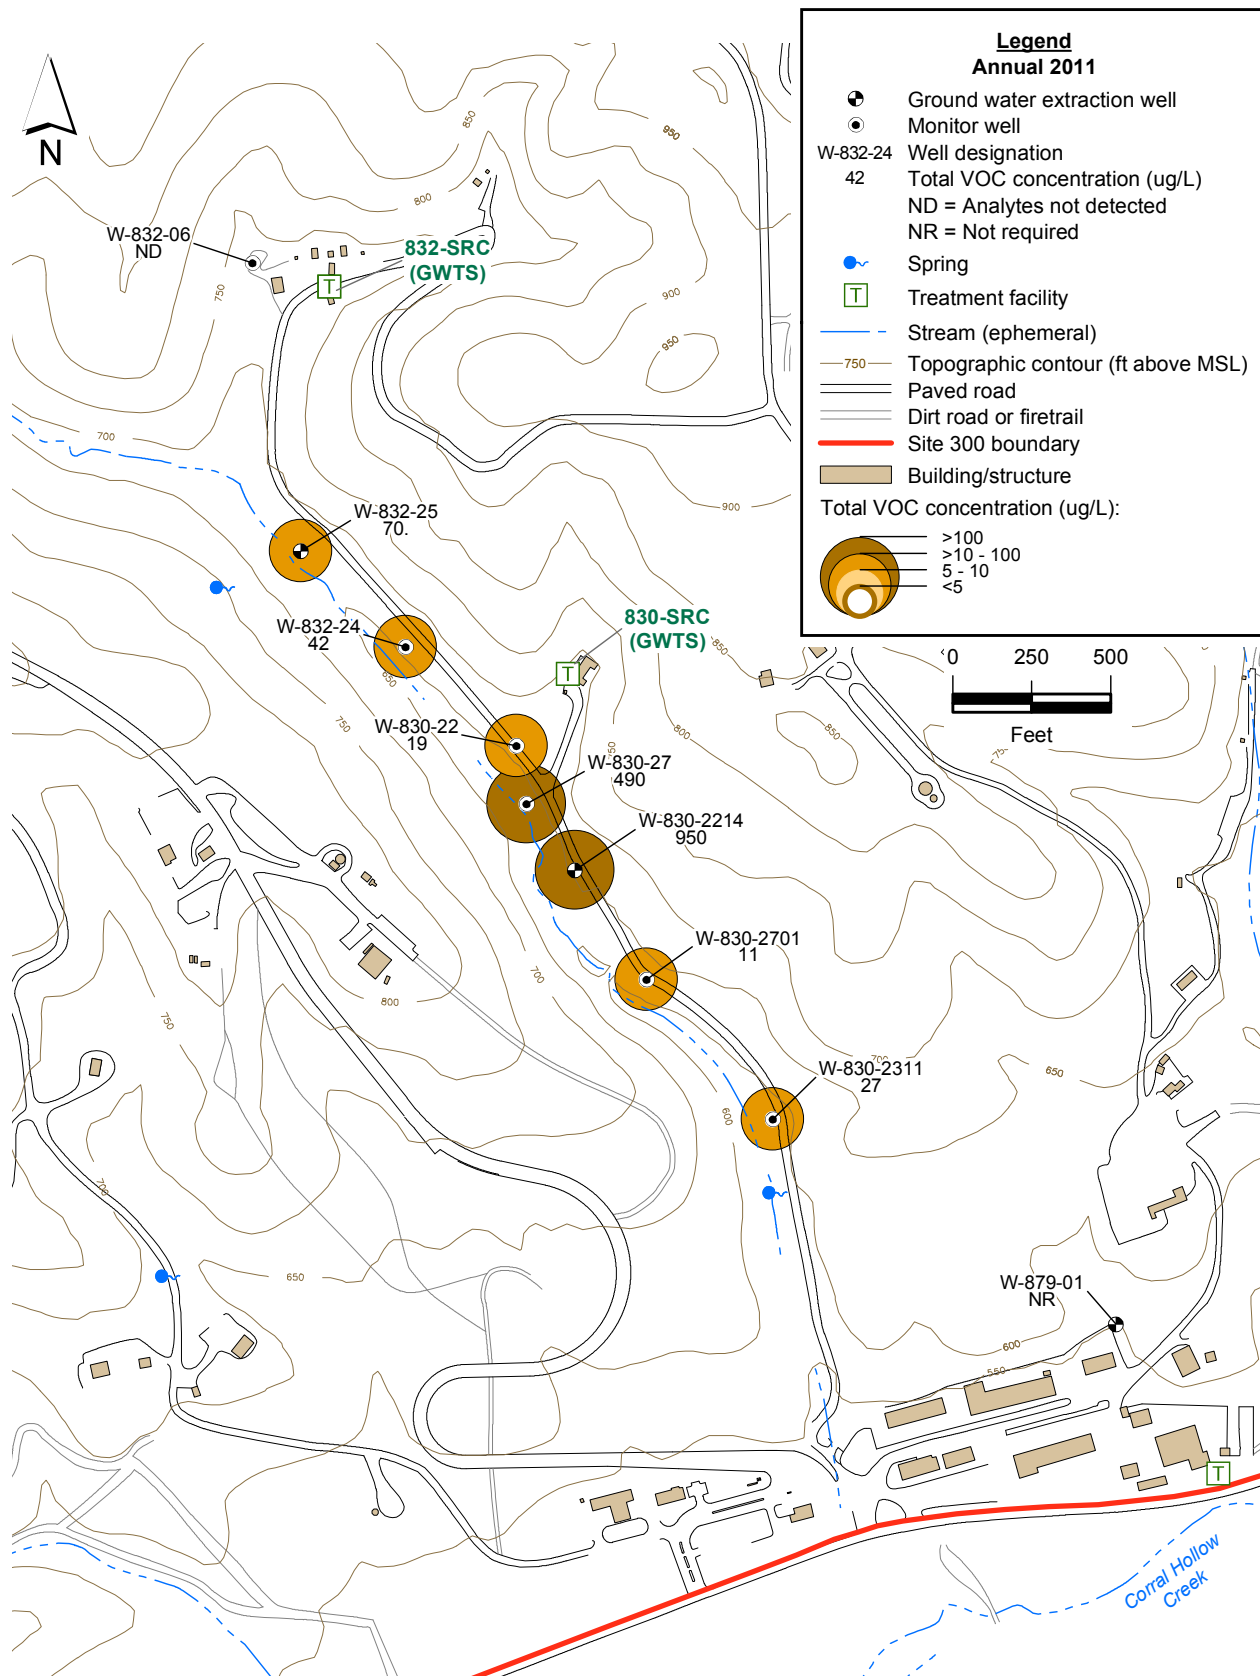 Legend
Annual 2011
Ground water extraction well
Monitor well
W-832-24 Well designation
42 Total VOC concentration (ug/L)
ND = Analytes not detected
NR = Not required
Spring
T Treatment facility
Stream (ephemeral)
750 Topographic contour (ft above MSL)
Paved road
Dirt road or firetrail
Site 300 boundary
Building/structure
Total VOC concentration (ug/L):
>100
>10 - 100
5 - 10
<5
0 250 500
Feet
N
W-832-06
ND
832-SRC
(GWTS)
T
W-832-25
70.
W-832-24
42
830-SRC
(GWTS)
T
W-830-22
19
W-830-27
490
W-830-2214
950
W-830-2701
11
W-830-2311
27
W-879-01
NR
T
Corral Hollow
Creek
850
950
800
750
900
950
700
900
850
650
750
800
850
750
850
700
800
750
700
650
600
700
650
600
550